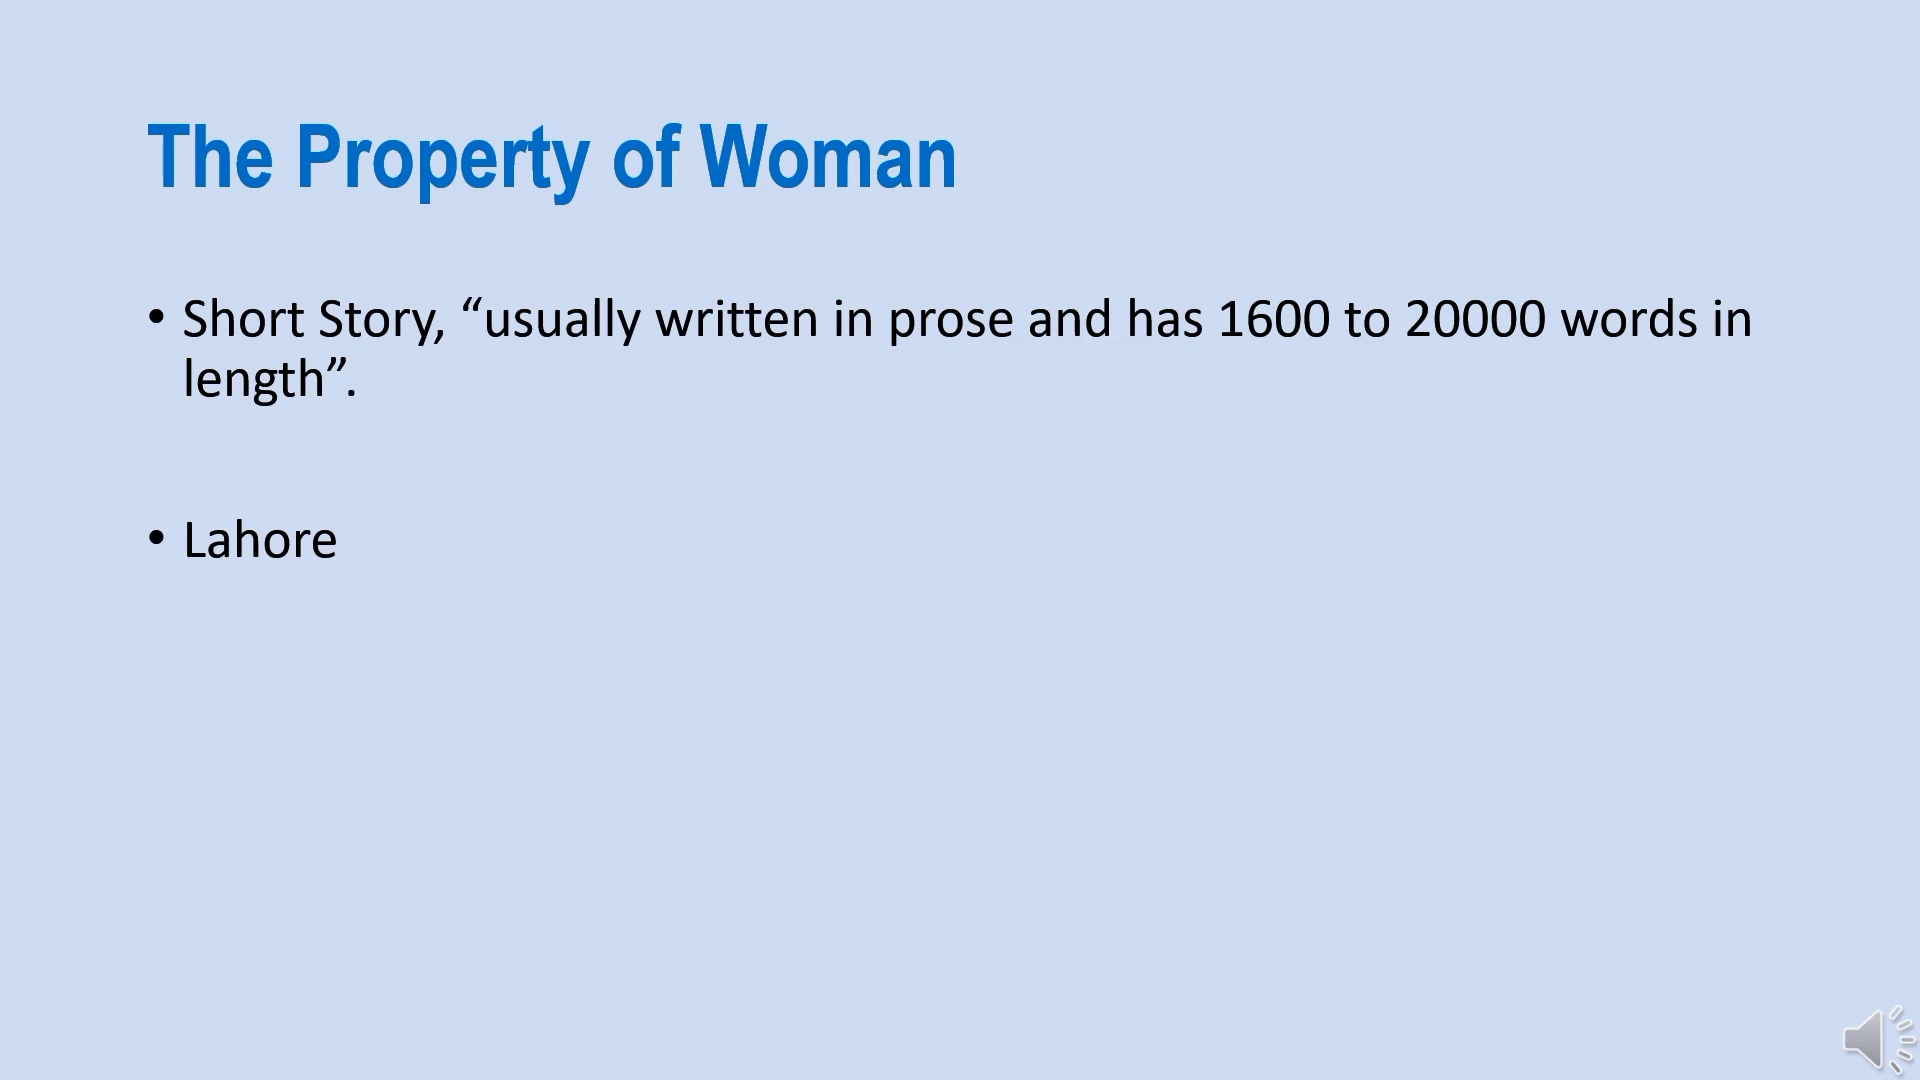 The Property of Woman
• Short Story, “usually written in prose and has 1600 to 20000 words in
length”.
• Lahore